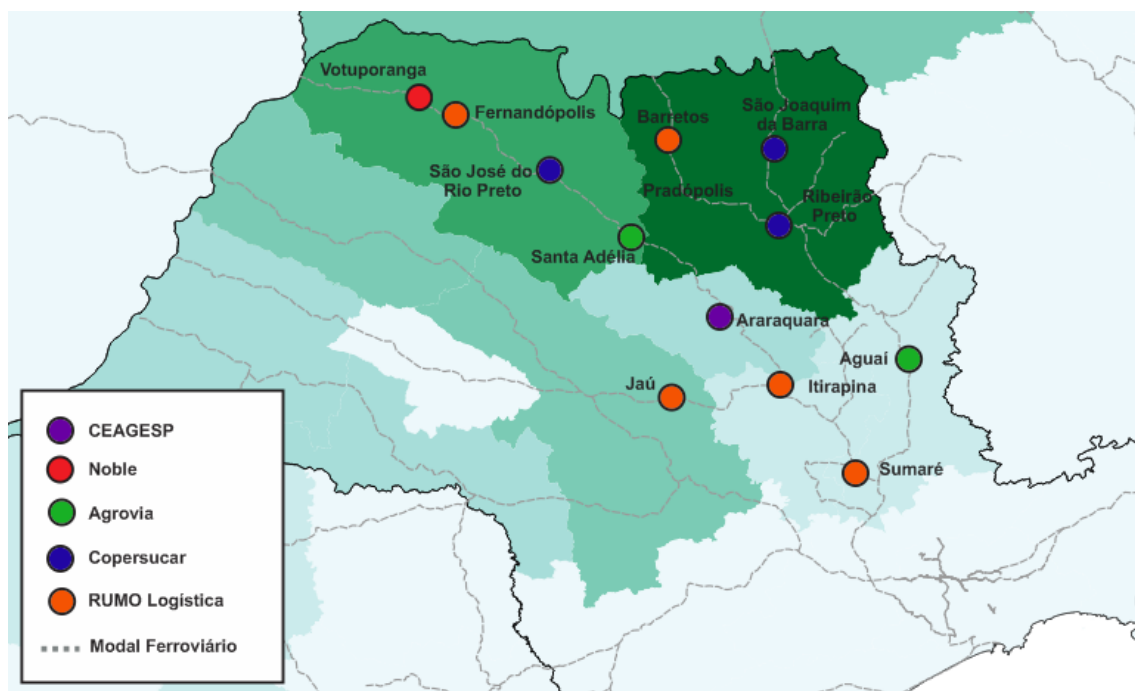 Votuporanga
Fernandópolis
Barretos
São Joaquim
da Barra
São José do
Rio Preto
Pradópolis
Ribeirão
Preto
Santa Adélia
Araraquara
Aguaí
Jaú
Itirapina
Sumaré
CEAGESP
Noble
Agrovia
Copersucar
RUMO Logística
Modal Ferroviário